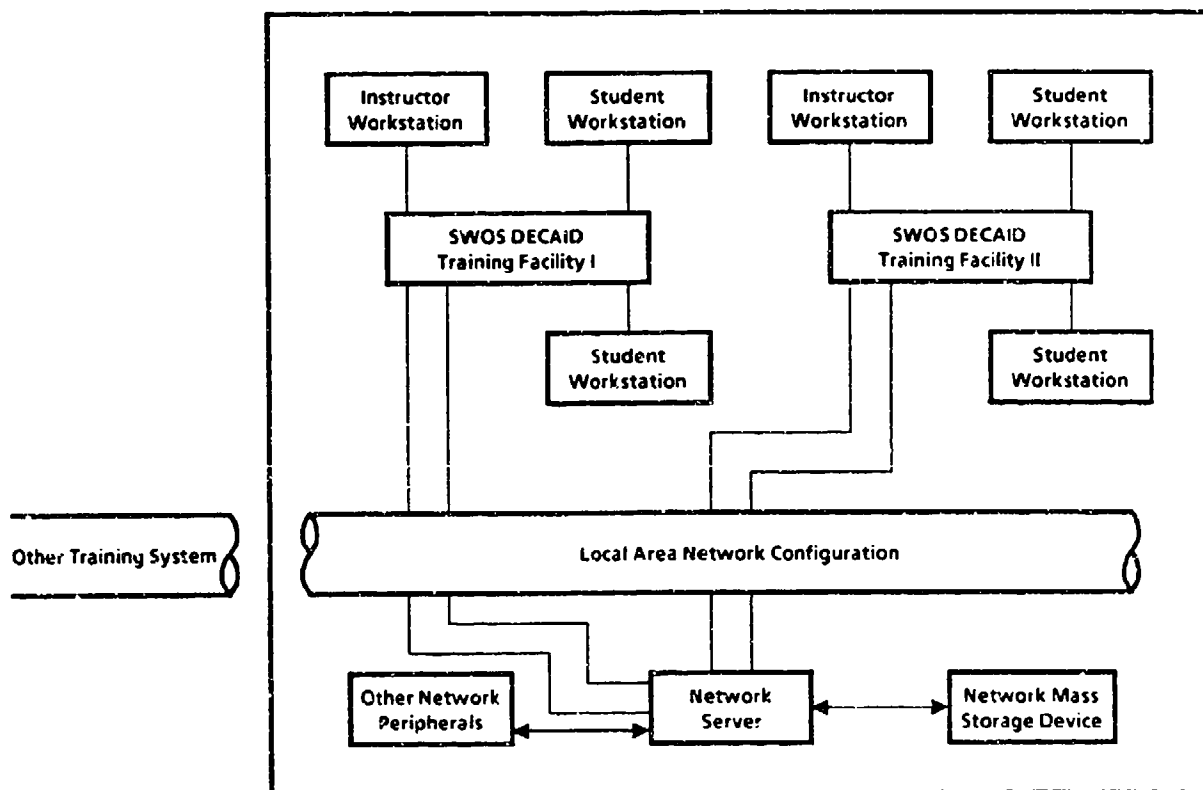 Instructor
Workstation
Student
Workstation
Instructor
Workstation
Student
Workstation
SWOS DECAID
Training Facility I
SWOS DECAID
Training Facility II
Student
Workstation
Student
Workstation
Other Training System
Local Area Network Configuration
Other Network
Peripherals
Network
Server
Network Mass
Storage Device